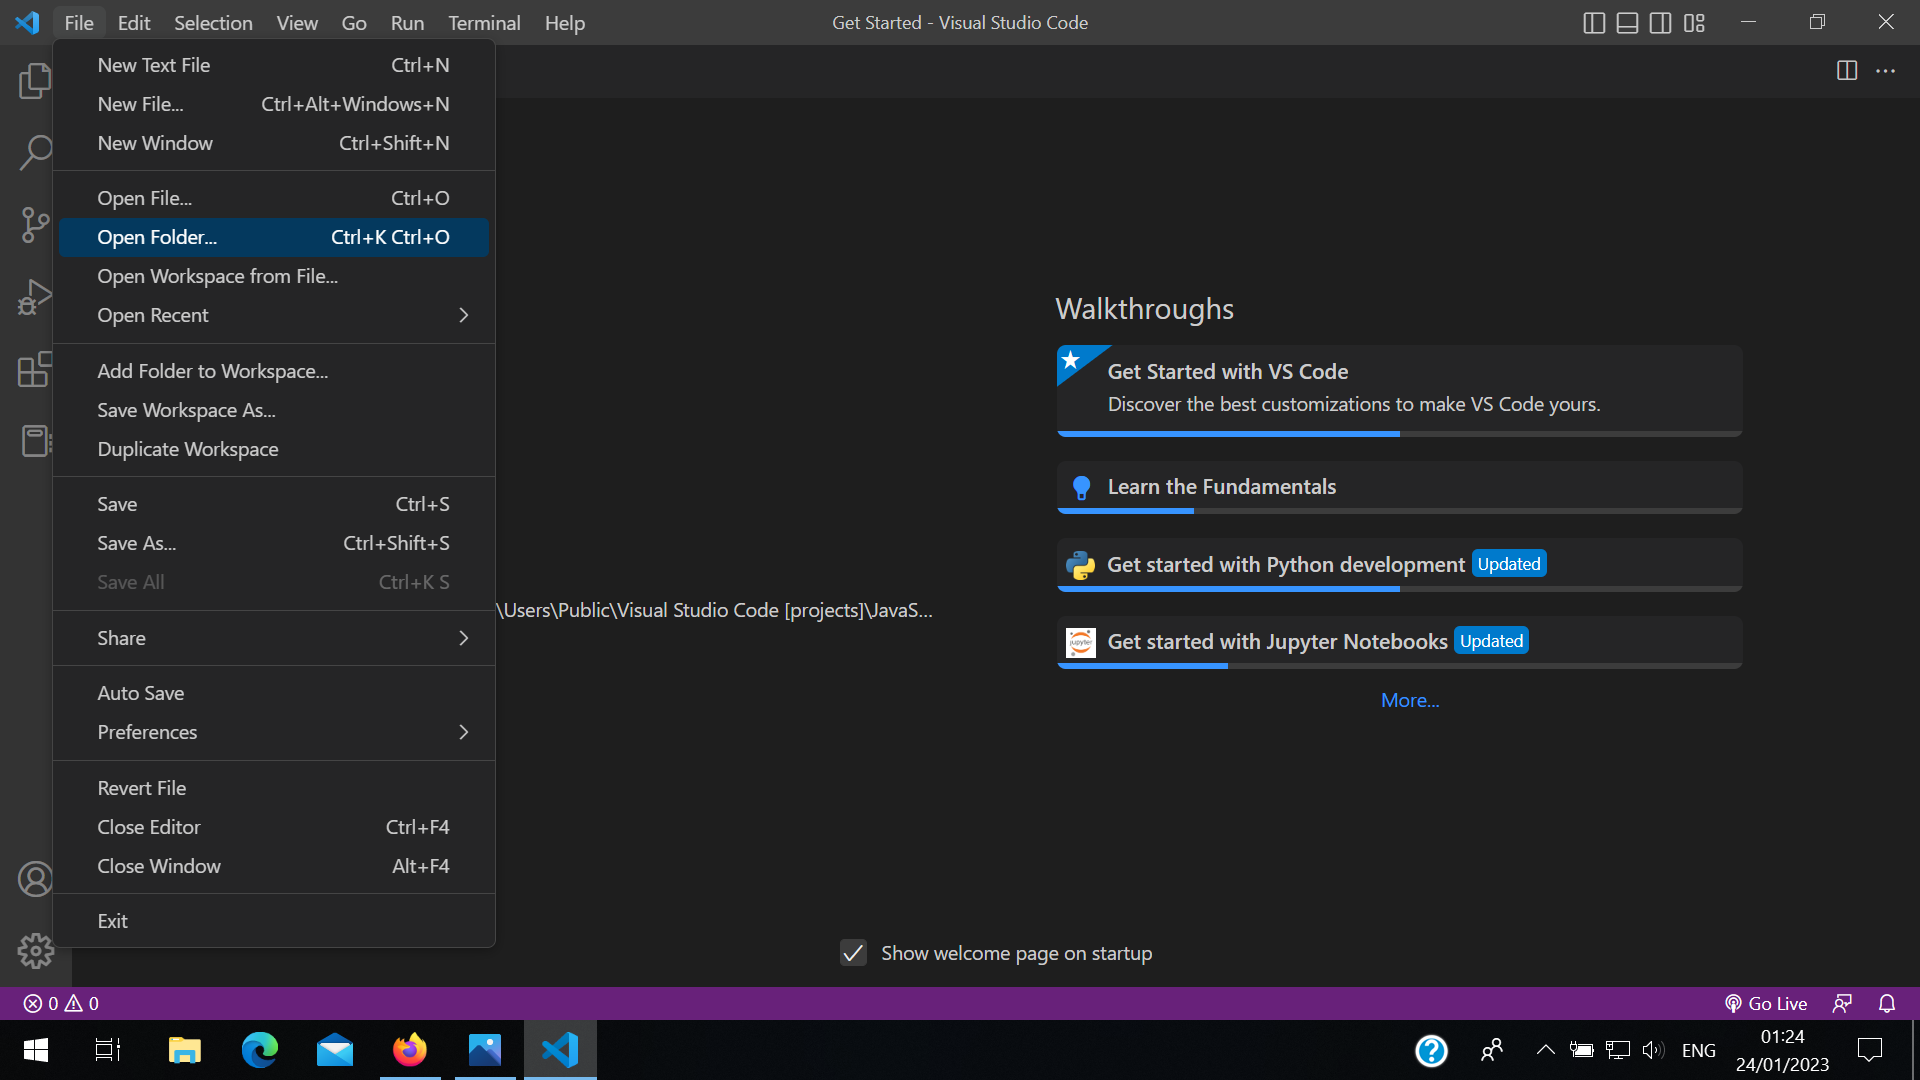 File Edit Selection View Go Run Terminal Help
Get Started - Visual Studio Code
New Text File Ctrl+N
New File... Ctrl+Alt+Windows+N
New Window Ctrl+Shift+N
Open File... Ctrl+O
Open Folder... Ctrl+K Ctrl+O
Open Workspace from File...
Open Recent
Add Folder to Workspace...
Save Workspace As...
Duplicate Workspace
Save Ctrl+S
Save As... Ctrl+Shift+S
Save All Ctrl+K S
Share
Auto Save
Preferences
Revert File
Close Editor Ctrl+F4
Close Window Alt+F4
Exit
\Users\Public\Visual Studio Code [projects]\JavaS...
Walkthroughs
Get Started with VS Code
Discover the best customizations to make VS Code yours.
Learn the Fundamentals
Get started with Python development Updated
jupyter
Get started with Jupyter Notebooks Updated
More...
Show welcome page on startup
0 0
Go Live
ENG
01:24
24/01/2023